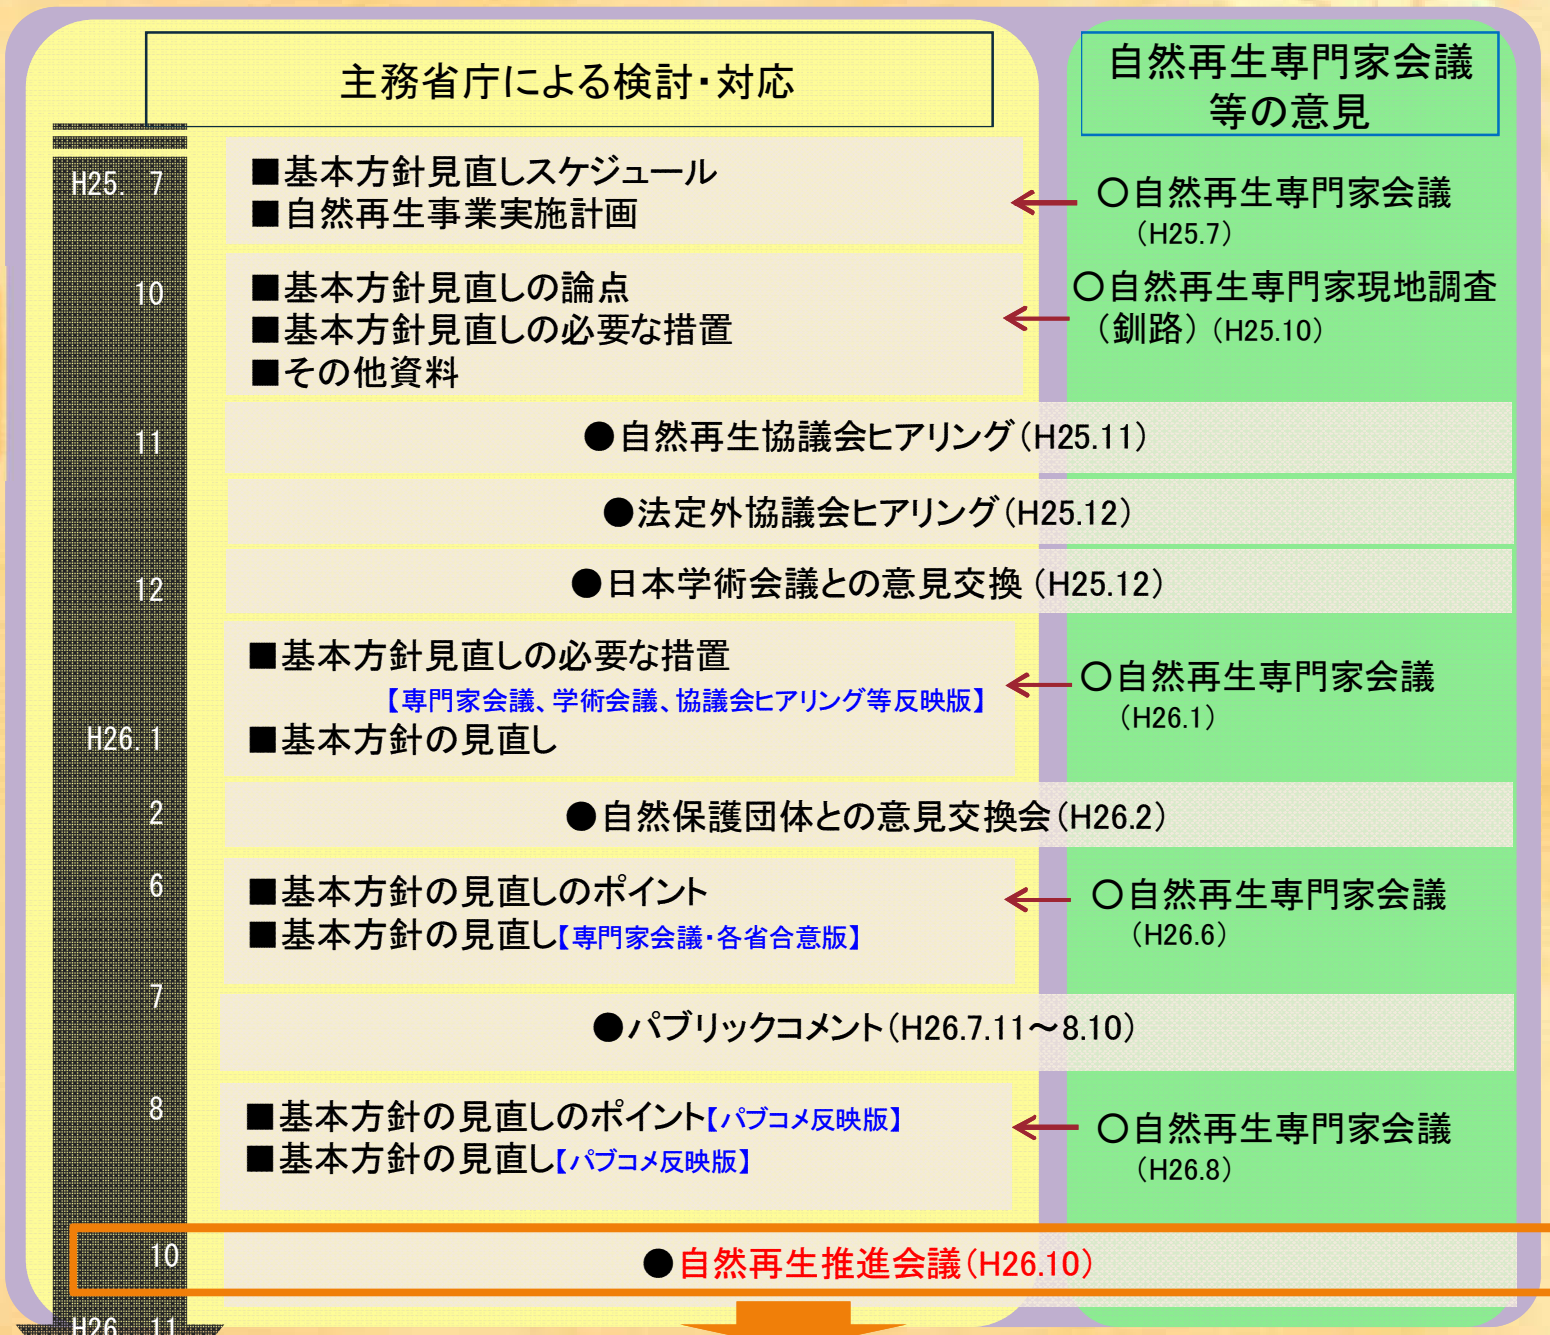 主務省庁による検討・対応
自然再生専門家会議
等の意見
H25. 7
■基本方針見直しスケジュール
■自然再生事業実施計画
○自然再生専門家会議
(H25.7)
10
■基本方針見直しの論点
■基本方針見直しの必要な措置
■その他資料
○自然再生専門家現地調査
(釧路)(H25.10)
11
●自然再生協議会ヒアリング(H25.11)
●法定外協議会ヒアリング(H25.12)
12
●日本学術会議との意見交換(H25.12)
■基本方針見直しの必要な措置
【専門家会議、学術会議、協議会ヒアリング等反映版】
■基本方針の見直し
○自然再生専門家会議
(H26.1)
H26.1
2
●自然保護団体との意見交換会(H26.2)
6
■基本方針の見直しのポイント
■基本方針の見直し【専門家会議・各省合意版】
○自然再生専門家会議
(H26.6)
7
●パブリックコメント(H26.7.11～8.10)
8
■基本方針の見直しのポイント【パブコメ反映版】
■基本方針の見直し【パブコメ反映版】
○自然再生専門家会議
(H26.8)
10
●自然再生推進会議(H26.10)
H26. 11